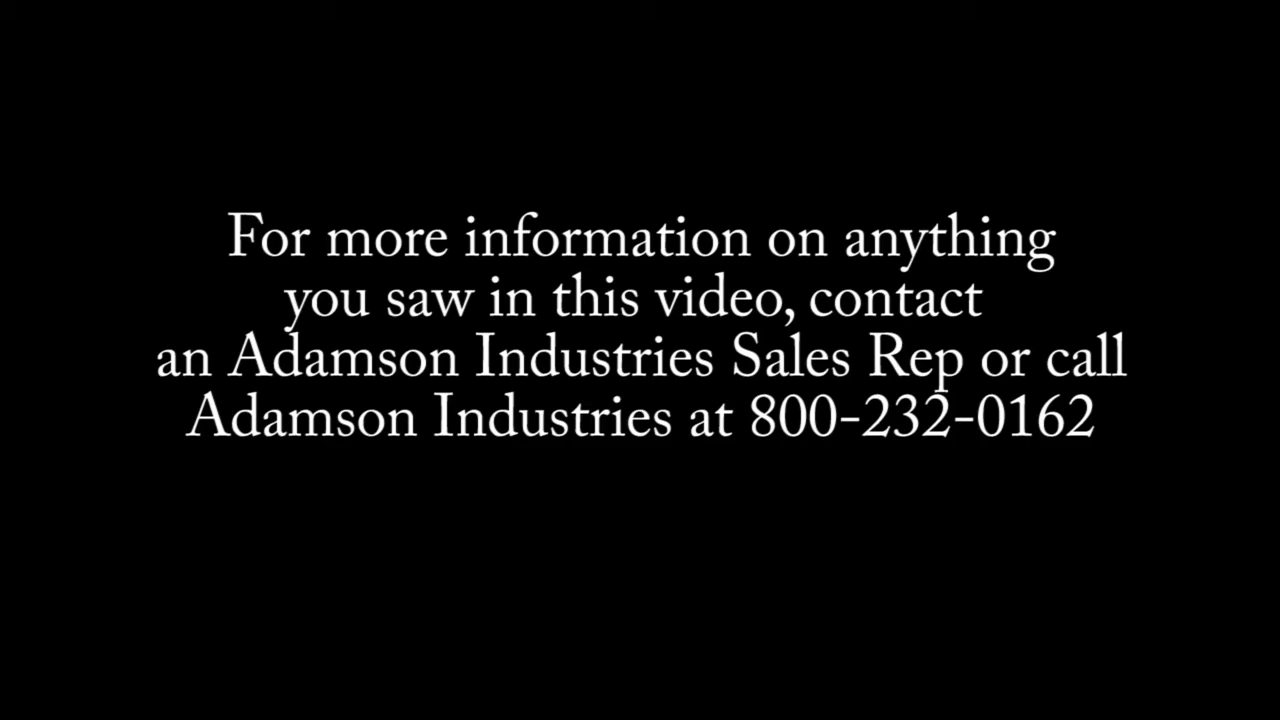 For more information on anything
you saw in this video, contact
an Adamson Industries Sales Rep or call
Adamson Industries at 800-232-0162